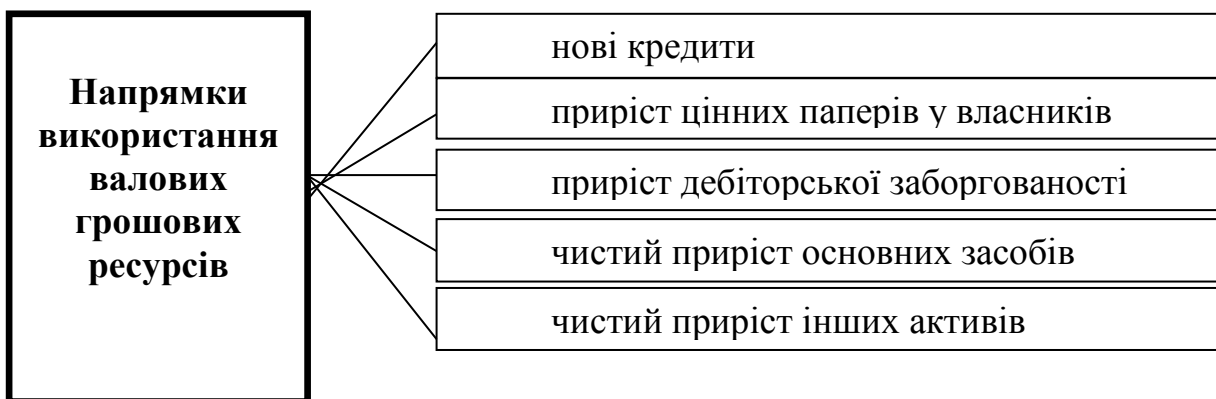 Напрямки
використання
валових
грошових
ресурсів
нові кредити
приріст цінних паперів у власників
приріст дебіторської заборгованості
чистий приріст основних засобів
чистий приріст інших активів